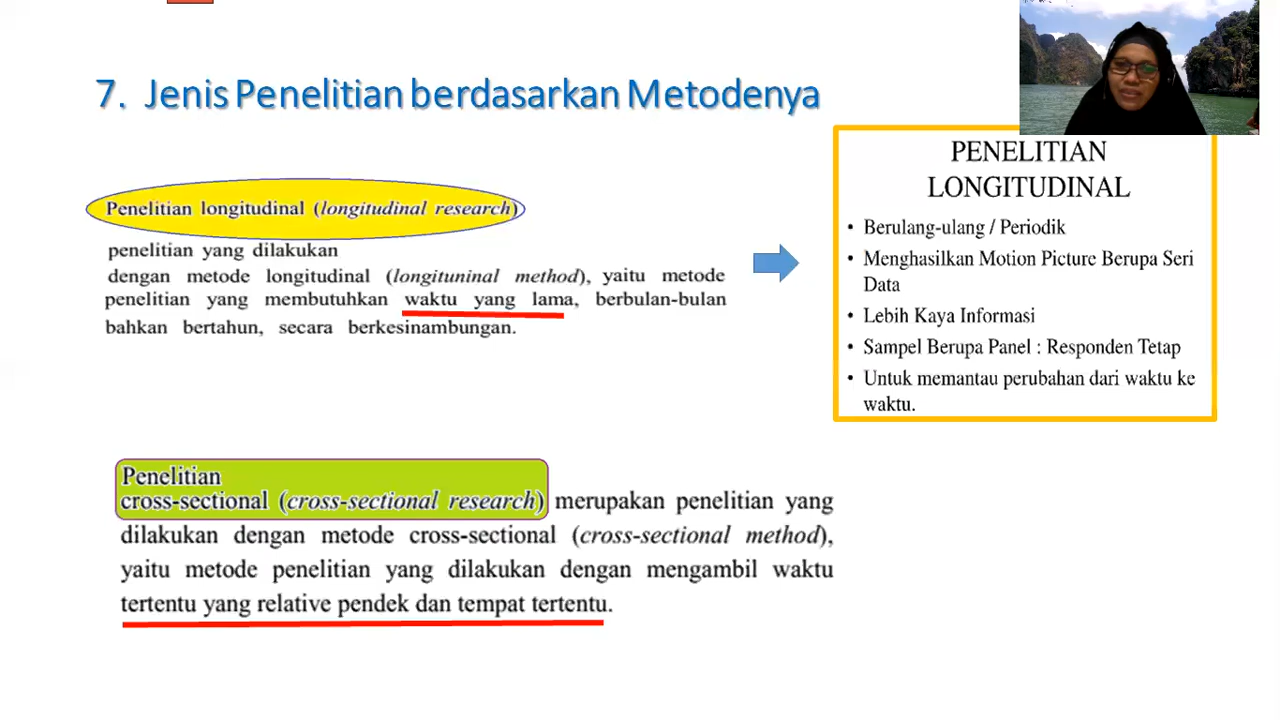 7. Jenis Penelitian berdasarkan Metodenya
Penelitian longitudinal (longitudinal research)
penelitian yang dilakukan
dengan metode longitudinal (longituninal method), yaitu metode
penelitian yang membutuhkan waktu yang lama, berbulan-bulan
bahkan bertahun, secara berkesinambungan.
PENELITIAN
LONGITUDINAL
• Berulang-ulang / Periodik
• Menghasilkan Motion Picture Berupa Seri
Data
• Lebih Kaya Informasi
• Sampel Berupa Panel : Responden Tetap
• Untuk memantau perubahan dari waktu ke
waktu.
Penelitian
cross-sectional (cross-sectional research) merupakan penelitian yang
dilakukan dengan metode cross-sectional (cross-sectional method),
yaitu metode penelitian yang dilakukan dengan mengambil waktu
tertentu yang relative pendek dan tempat tertentu.